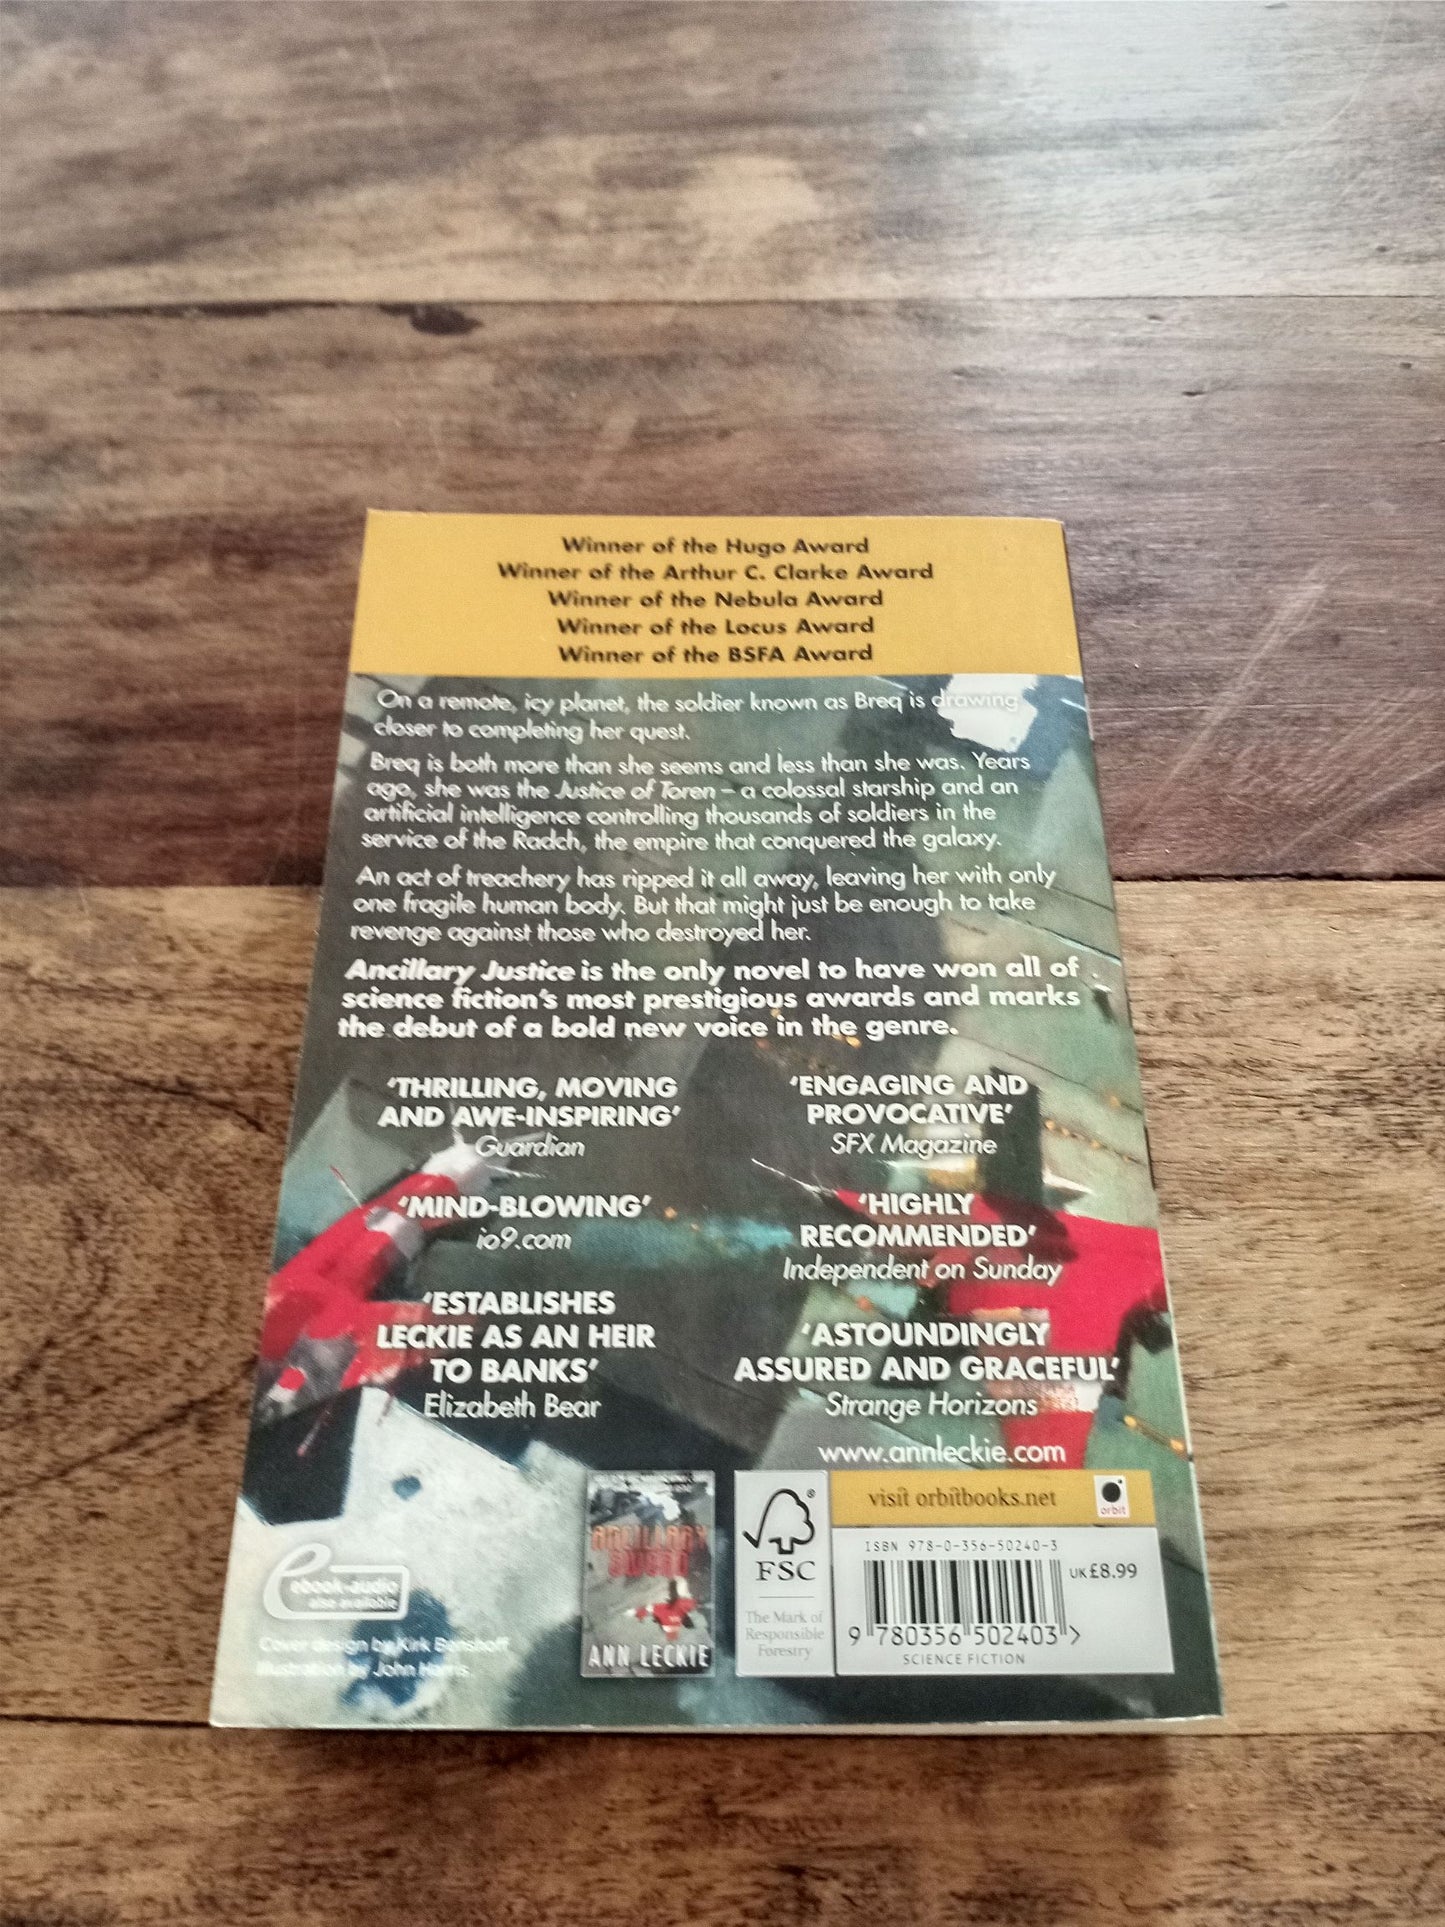 Winner of the Hugo Award
Winner of the Arthur C. Clarke Award
Winner of the Nebula Award
Winner of the Locus Award
Winner of the BSFA Award
On a remote, icy planet, the soldier known as Breq is drawing
closer to completing her quest.
Breq is both more than she seems and less than she was. Years
ago, she was the Justice of Toren – a colossal starship and an
artificial intelligence controlling thousands of soldiers in the
service of the Radch, the empire that conquered the galaxy.
An act of treachery has ripped it all away, leaving her with only
one fragile human body. But that might just be enough to take
revenge against those who destroyed her.
Ancillary Justice is the only novel to have won all of
science fiction's most prestigious awards and marks
the debut of a bold new voice in the genre.
'THRILLING, MOVING
AND AWE-INSPIRING'
Guardian
'MIND-BLOWING'
io9.com
'ESTABLISHES
LECKIE AS AN HEIR
TO BANKS'
Elizabeth Bear
'ENGAGING AND
PROVOCATIVE'
SFX Magazine
'HIGHLY
RECOMMENDED'
Independent on Sunday
'ASTOUNDINGLY
ASSURED AND GRACEFUL'
Strange Horizons
www.annleckie.com
ebook-audio
also available
Cover design by Kirk Benshoff
Illustration by John Harris
ANCILLARY
SWORD
ANN LECKIE
®
FSC
The Mark of
Responsible
Forestry
visit orbitbooks.net
orbit
ISBN 978-0-356-50240-3
UK £8.99
9 780356 502403 >
SCIENCE FICTION